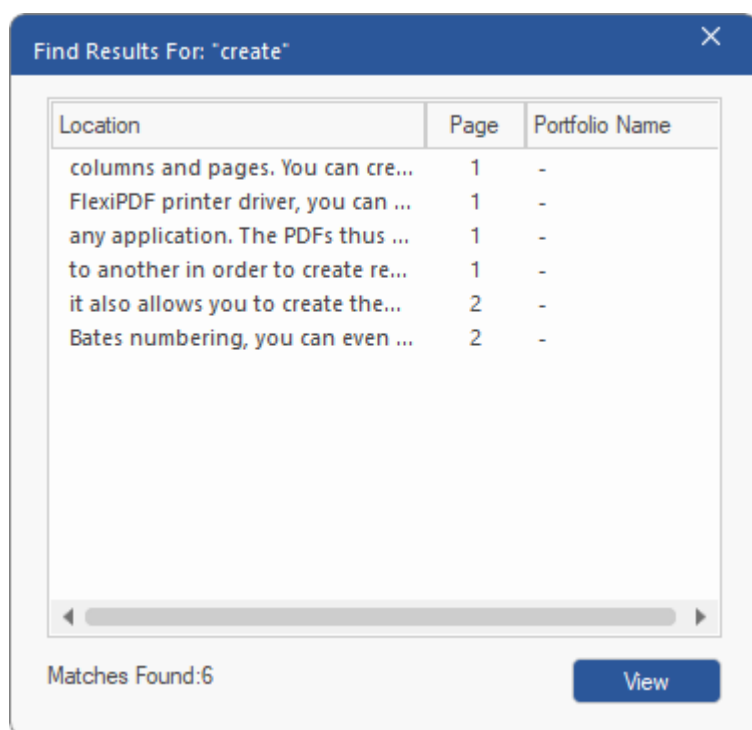 Find Results For: "create"
Location Page Portfolio Name
columns and pages. You can cre... 1 -
FlexiPDF printer driver, you can ... 1 -
any application. The PDFs thus ... 1 -
to another in order to create re... 1 -
it also allows you to create the... 2 -
Bates numbering, you can even ... 2 -
Matches Found:6
View